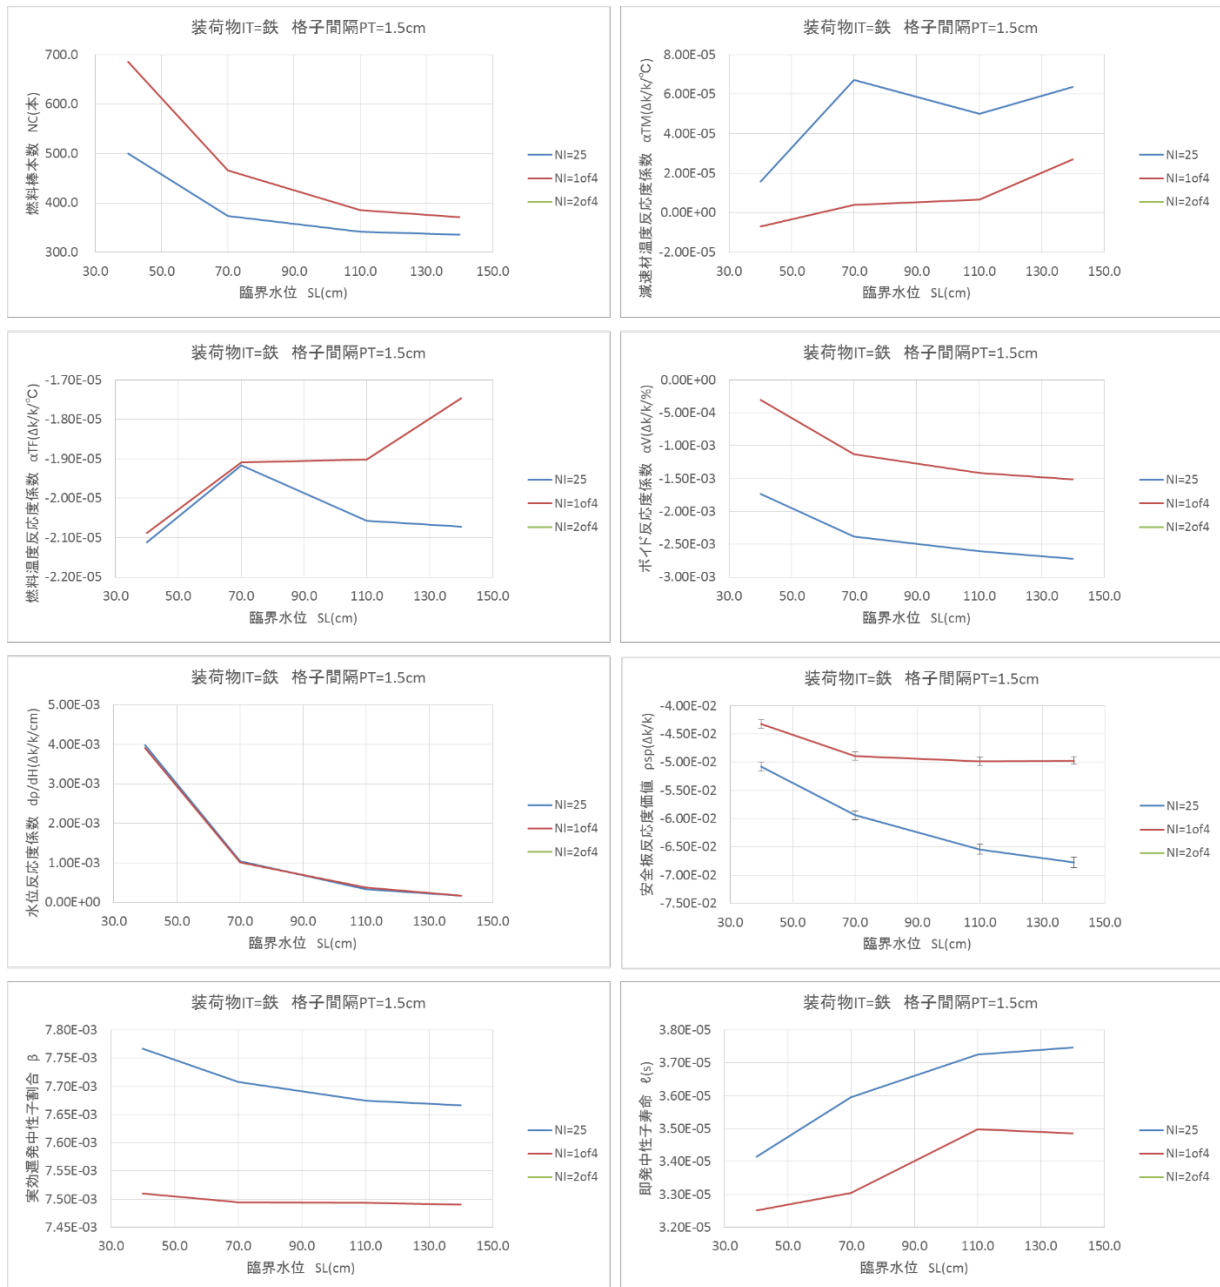 装荷物IT=鉄 格子間隔PT=1.5cm
燃料棒本数 NC(本)
700.0
600.0
500.0
400.0
300.0
30.0 50.0 70.0 90.0 110.0 130.0 150.0
臨界水位 SL(cm)
NI=25
NI=1of4
NI=2of4
装荷物IT=鉄 格子間隔PT=1.5cm
減速材温度反応度係数 αTM(Δk/k/℃)
8.00E-05
6.00E-05
4.00E-05
2.00E-05
0.00E+00
-2.00E-05
30.0 50.0 70.0 90.0 110.0 130.0 150.0
臨界水位 SL(cm)
NI=25
NI=1of4
NI=2of4
装荷物IT=鉄 格子間隔PT=1.5cm
燃料温度反応度係数 αTF(Δk/k/℃)
-1.70E-05
-1.80E-05
-1.90E-05
-2.00E-05
-2.10E-05
-2.20E-05
30.0 50.0 70.0 90.0 110.0 130.0 150.0
臨界水位 SL(cm)
NI=25
NI=1of4
NI=2of4
装荷物IT=鉄 格子間隔PT=1.5cm
ボイド反応度係数 αV(Δk/k/%)
0.00E+00
-5.00E-04
-1.00E-03
-1.50E-03
-2.00E-03
-2.50E-03
-3.00E-03
30.0 50.0 70.0 90.0 110.0 130.0 150.0
臨界水位 SL(cm)
NI=25
NI=1of4
NI=2of4
装荷物IT=鉄 格子間隔PT=1.5cm
水位反応度係数 dρ/dH(Δk/k/cm)
5.00E-03
4.00E-03
3.00E-03
2.00E-03
1.00E-03
0.00E+00
30.0 50.0 70.0 90.0 110.0 130.0 150.0
臨界水位 SL(cm)
NI=25
NI=1of4
NI=2of4
装荷物IT=鉄 格子間隔PT=1.5cm
安全板反応度価値 ρsp(Δk/k)
-4.00E-02
-4.50E-02
-5.00E-02
-5.50E-02
-6.00E-02
-6.50E-02
-7.00E-02
-7.50E-02
30.0 50.0 70.0 90.0 110.0 130.0 150.0
臨界水位 SL(cm)
NI=25
NI=1of4
NI=2of4
装荷物IT=鉄 格子間隔PT=1.5cm
実効遅発中性子割合 β
7.80E-03
7.75E-03
7.70E-03
7.65E-03
7.60E-03
7.55E-03
7.50E-03
7.45E-03
30.0 50.0 70.0 90.0 110.0 130.0 150.0
臨界水位 SL(cm)
NI=25
NI=1of4
NI=2of4
装荷物IT=鉄 格子間隔PT=1.5cm
即発中性子寿命 ℓ(s)
3.80E-05
3.70E-05
3.60E-05
3.50E-05
3.40E-05
3.30E-05
3.20E-05
30.0 50.0 70.0 90.0 110.0 130.0 150.0
臨界水位 SL(cm)
NI=25
NI=1of4
NI=2of4